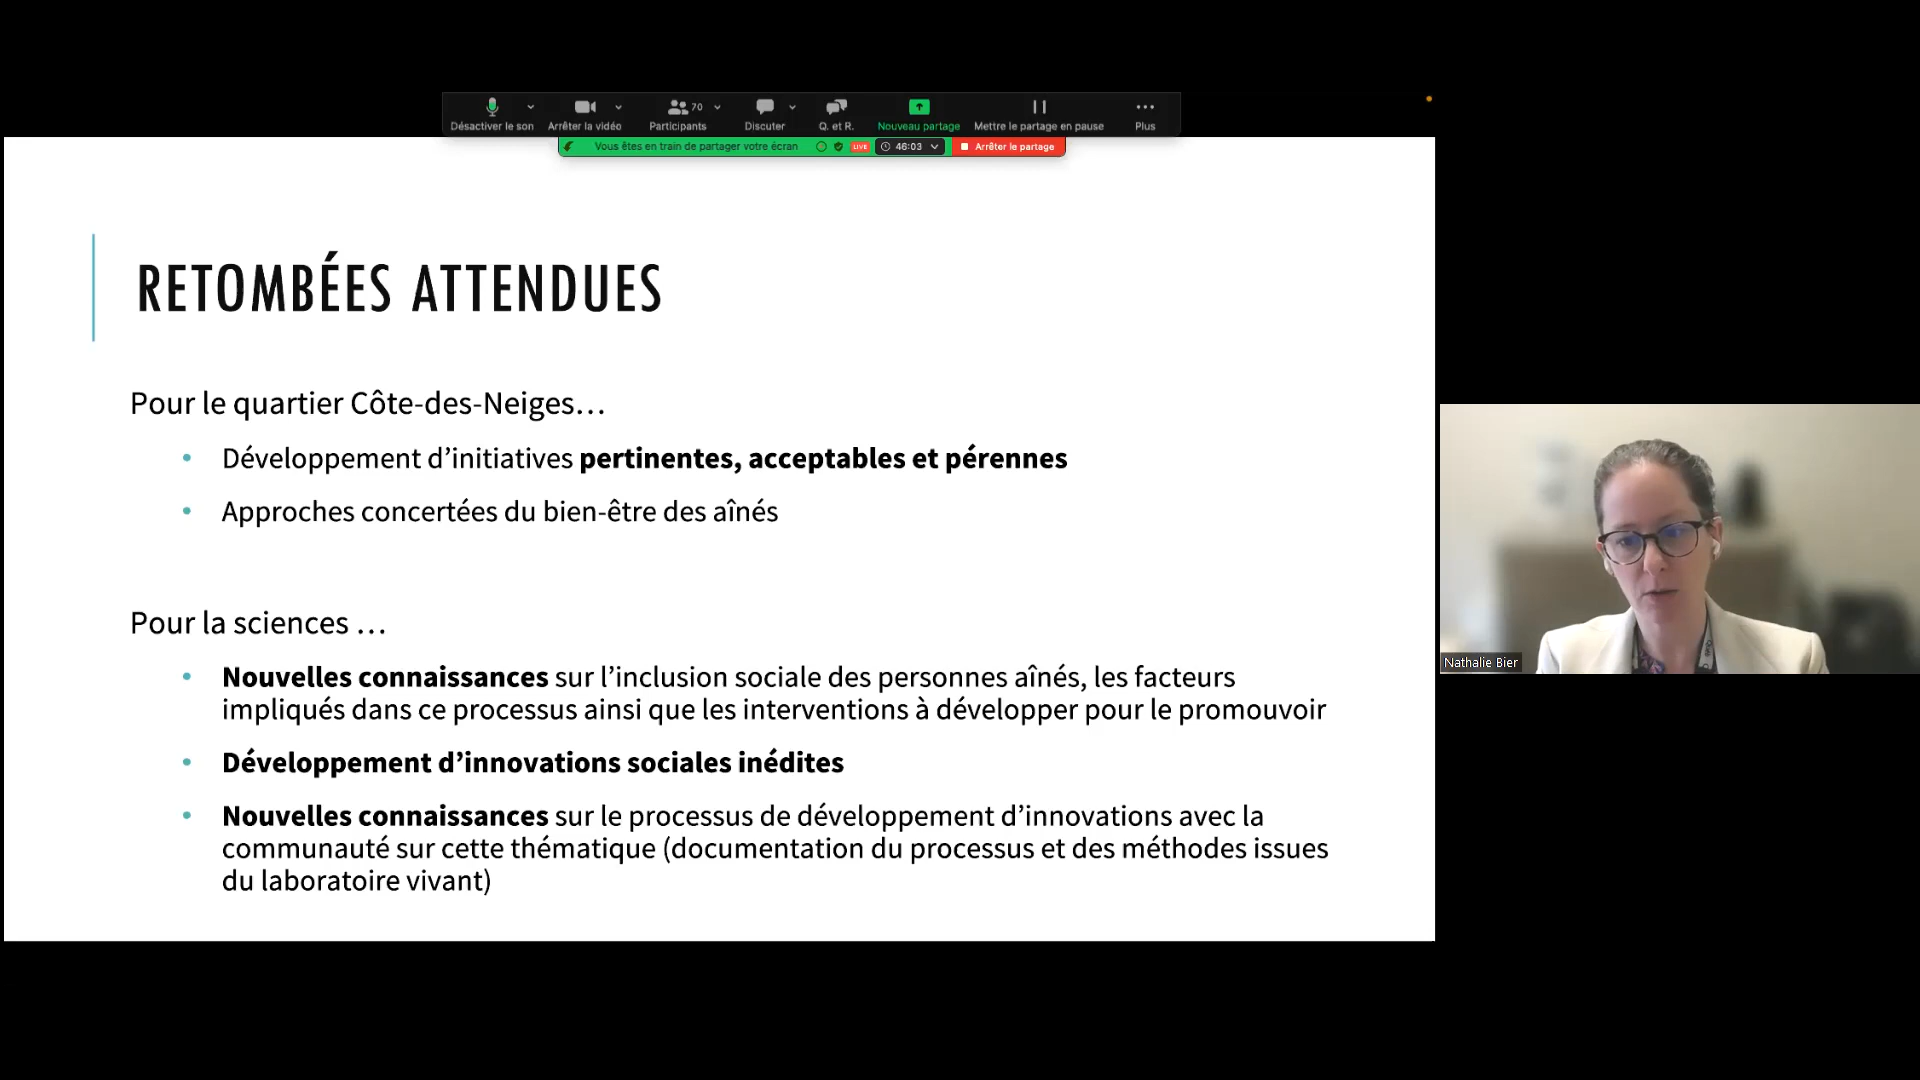 Désactiver le son
Arrêter la vidéo
70
Participants
Discuter
Q. et R.
Nouveau partage
Mettre le partage en pause
Plus
Vous êtes en train de partager votre écran
LIVE
46:03
Arrêter le partage
RETOMBÉES ATTENDUES
Pour le quartier Côte-des-Neiges…
• Développement d’initiatives pertinentes, acceptables et pérennes
• Approches concertées du bien-être des aînés
Pour la sciences …
• Nouvelles connaissances sur l’inclusion sociale des personnes aînés, les facteurs
impliqués dans ce processus ainsi que les interventions à développer pour le promouvoir
• Développement d’innovations sociales inédites
• Nouvelles connaissances sur le processus de développement d’innovations avec la
communauté sur cette thématique (documentation du processus et des méthodes issues
du laboratoire vivant)
Nathalie Bier